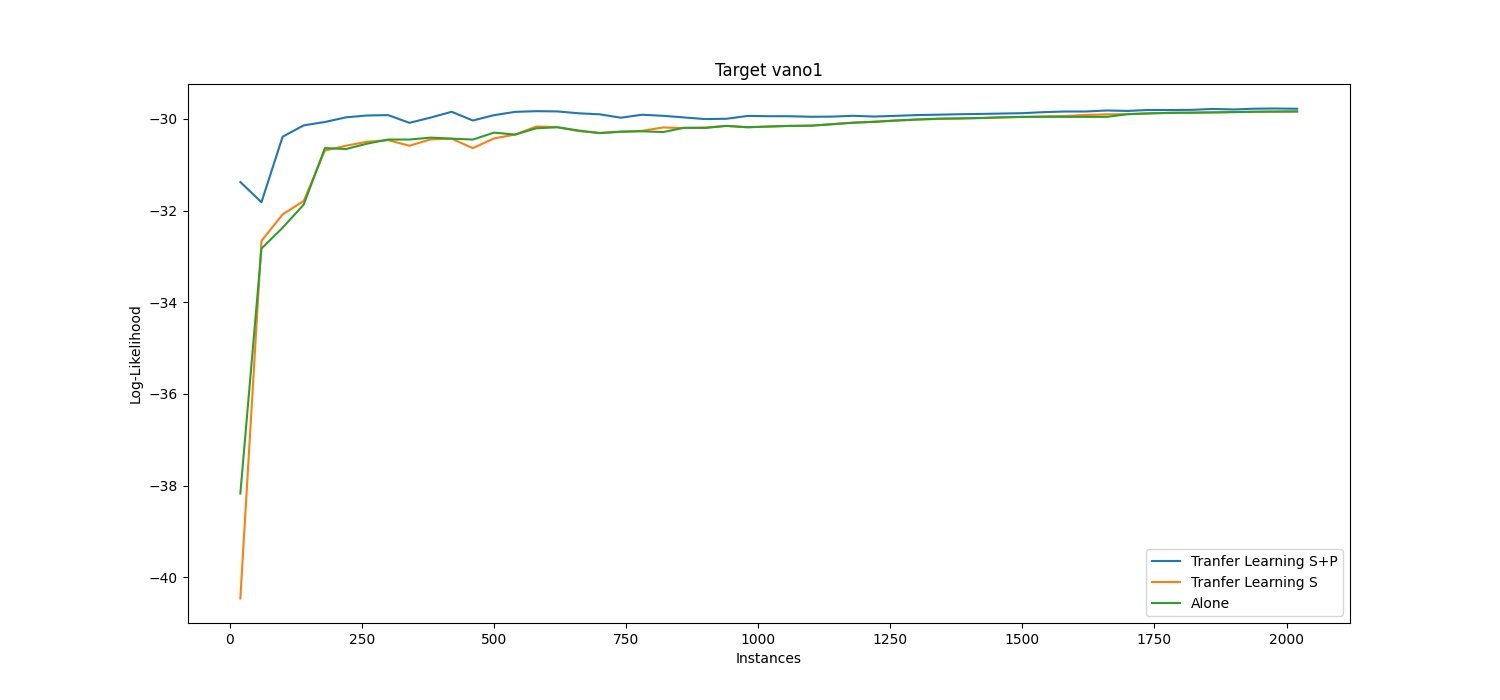 Target vano1
Log-Likelihood
−30
−32
−34
−36
−38
−40
0
250
500
750
1000
1250
1500
1750
2000
Instances
Tranfer Learning S+P
Tranfer Learning S
Alone